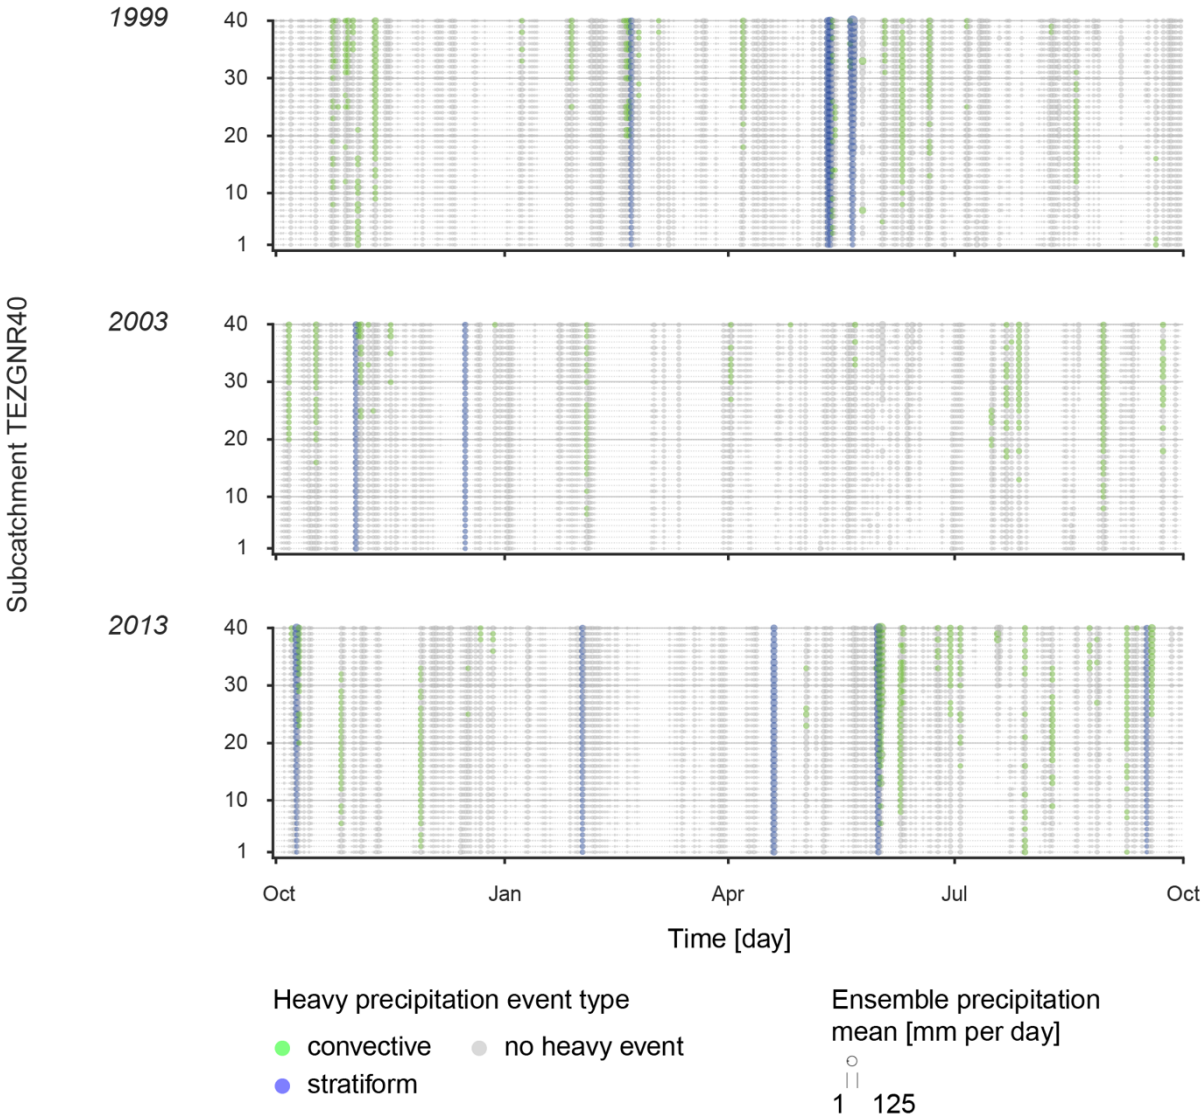 1999
40
30
20
10
1
2003
40
30
20
10
1
Subcatchment TEZGNR40
2013
40
30
20
10
1
Oct Jan Apr Jul Oct
Time [day]
Heavy precipitation event type
convective no heavy event
stratiform
Ensemble precipitation
mean [mm per day]
1 125